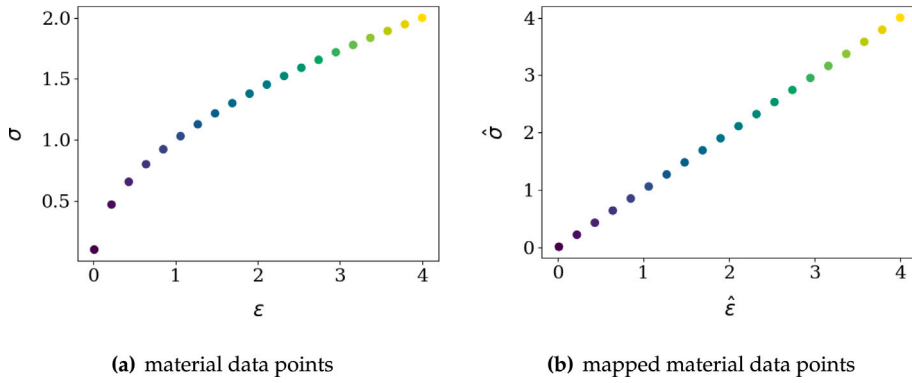 2.0
1.5
1.0
0.5
σ
0 1 2 3 4
ε
(a) material data points
4
3
2
1
0
σ̂
0 1 2 3 4
ε̂
(b) mapped material data points